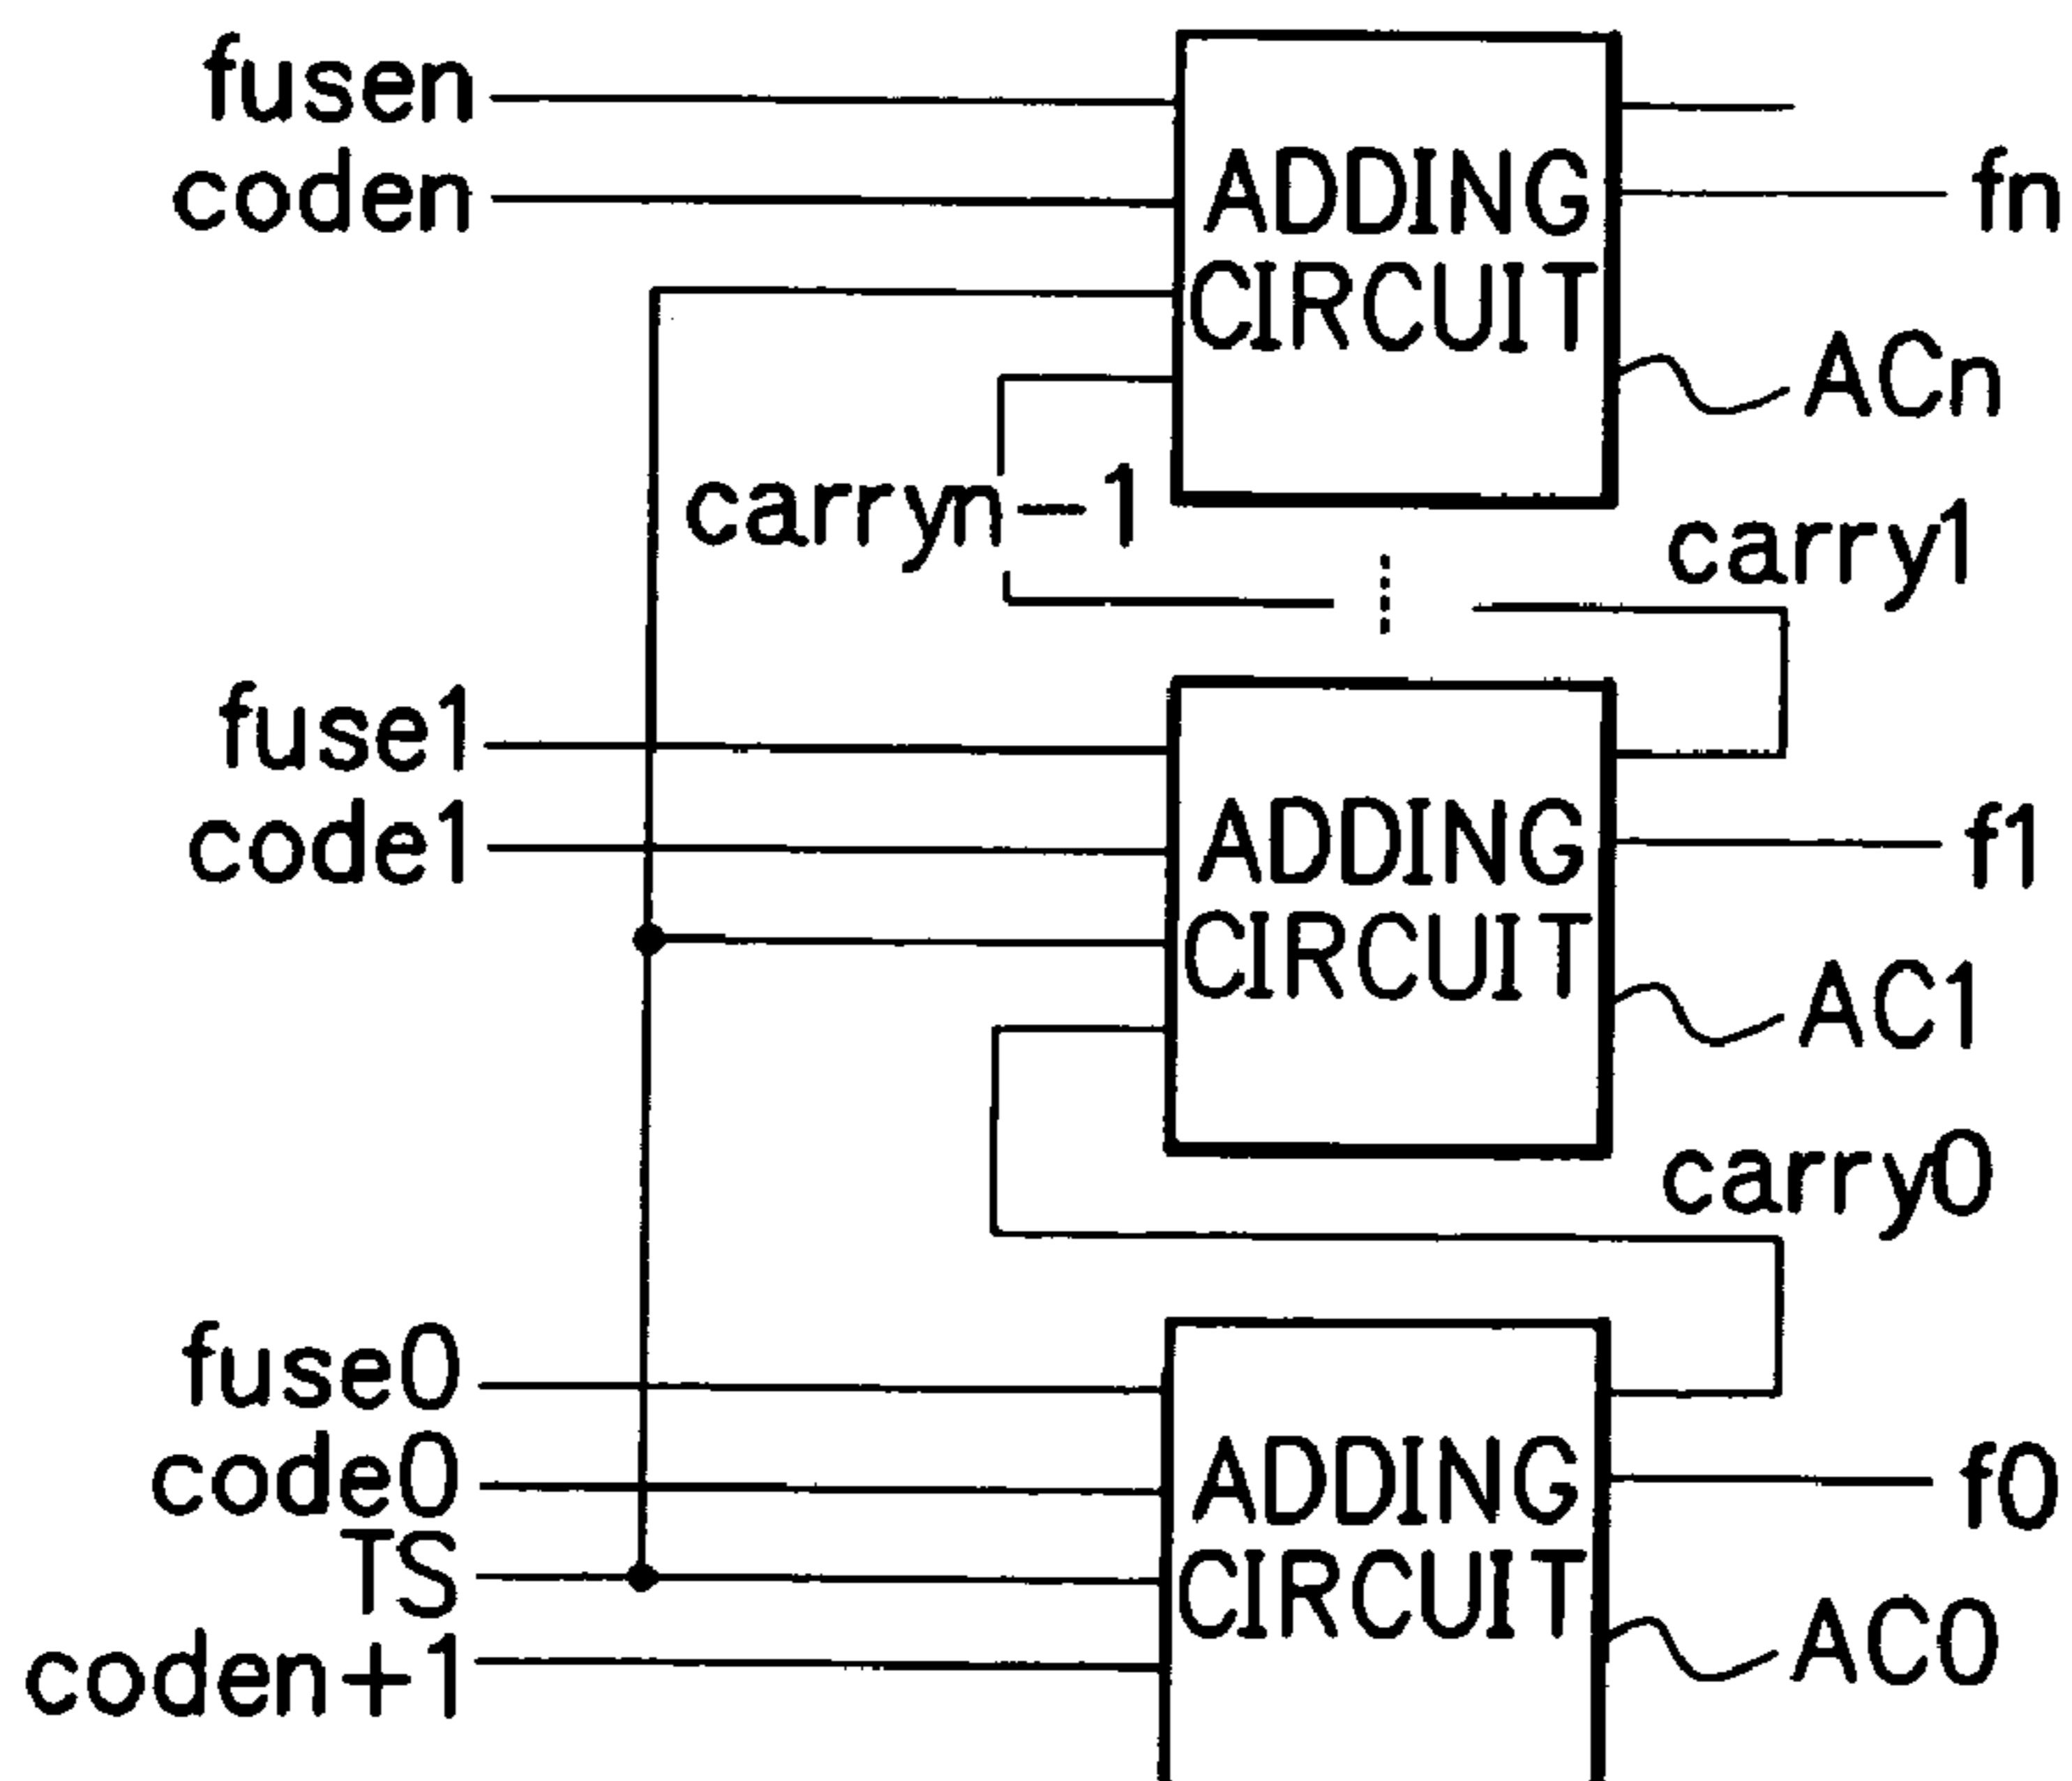 fusen
coden
ADDING
CIRCUIT
fn
ACn
carryn-1
carry1
fuse1
code1
ADDING
CIRCUIT
f1
AC1
carry0
fuse0
code0
TS
coden+1
ADDING
CIRCUIT
f0
AC0